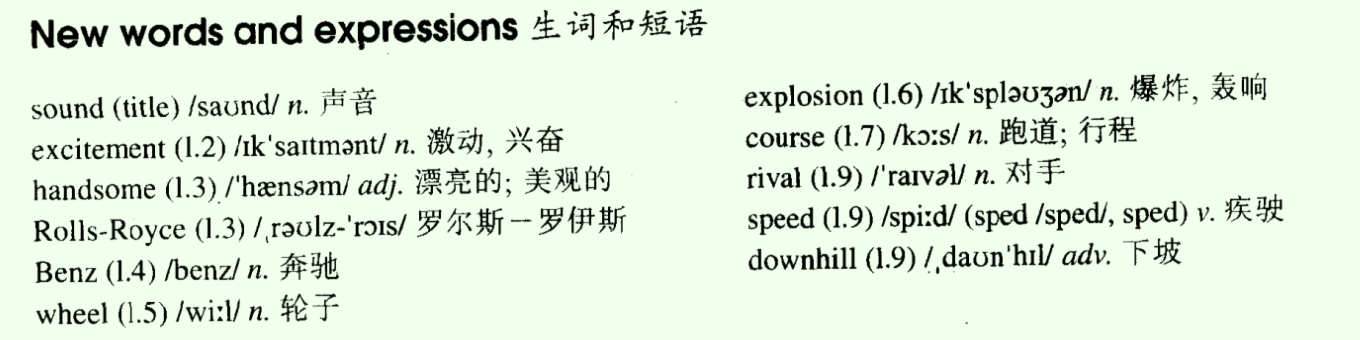 New words and expressions 生词和短语
sound (title) /saʊnd/ n. 声音
excitement (l.2) /ɪk'saɪtmənt/ n. 激动, 兴奋
handsome (l.3) /'hænsəm/ adj. 漂亮的; 美观的
Rolls-Royce (l.3) /ˌrəʊlz-'rɔɪs/ 罗尔斯－罗伊斯
Benz (l.4) /benz/ n. 奔驰
wheel (l.5) /wiːl/ n. 轮子
explosion (l.6) /ɪk'spləʊʒən/ n. 爆炸, 轰响
course (l.7) /kɔːs/ n. 跑道; 行程
rival (l.9) /'raɪvəl/ n. 对手
speed (l.9) /spiːd/ (sped /sped/, sped) v. 疾驶
downhill (l.9) /ˌdaʊn'hɪl/ adv. 下坡